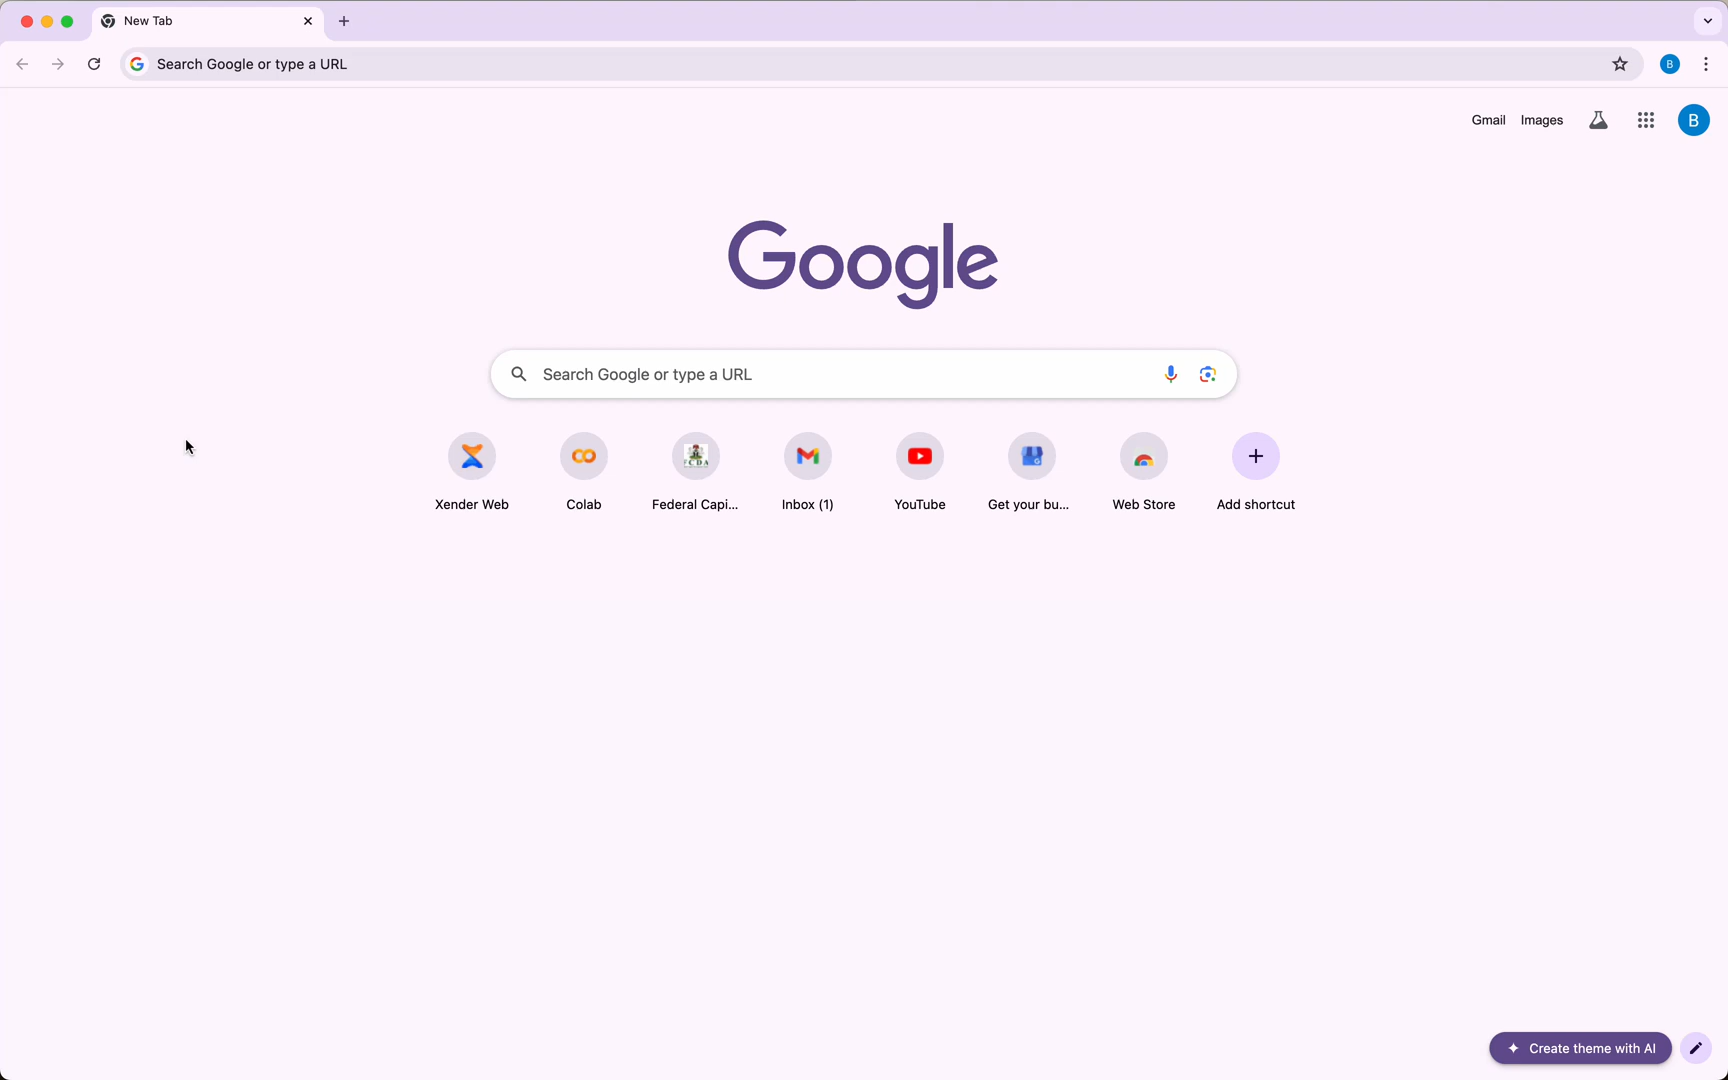 New Tab
Search Google or type a URL
B
Gmail Images
B
Google
Search Google or type a URL
FCDA
Xender Web Colab Federal Capi... Inbox (1) YouTube Get your bu... Web Store Add shortcut
Create theme with AI